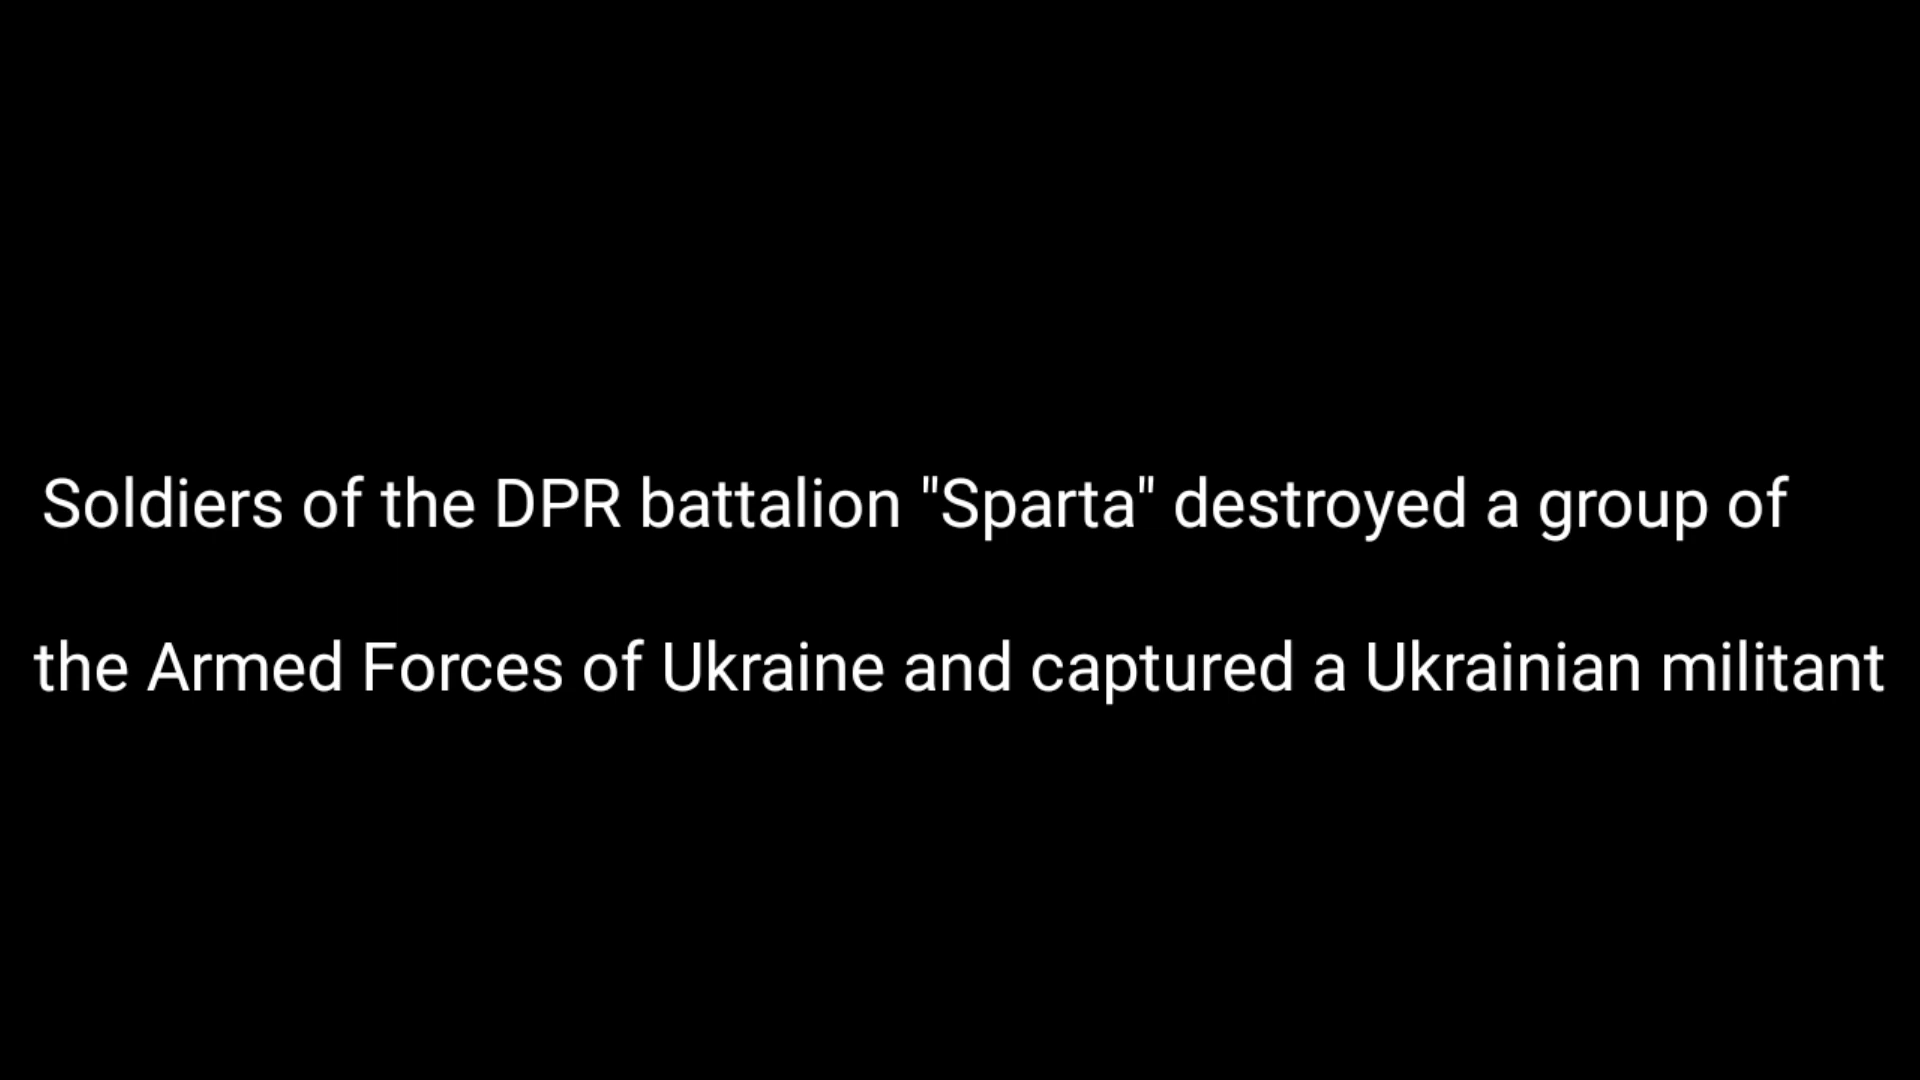 Soldiers of the DPR battalion "Sparta" destroyed a group of
the Armed Forces of Ukraine and captured a Ukrainian militant